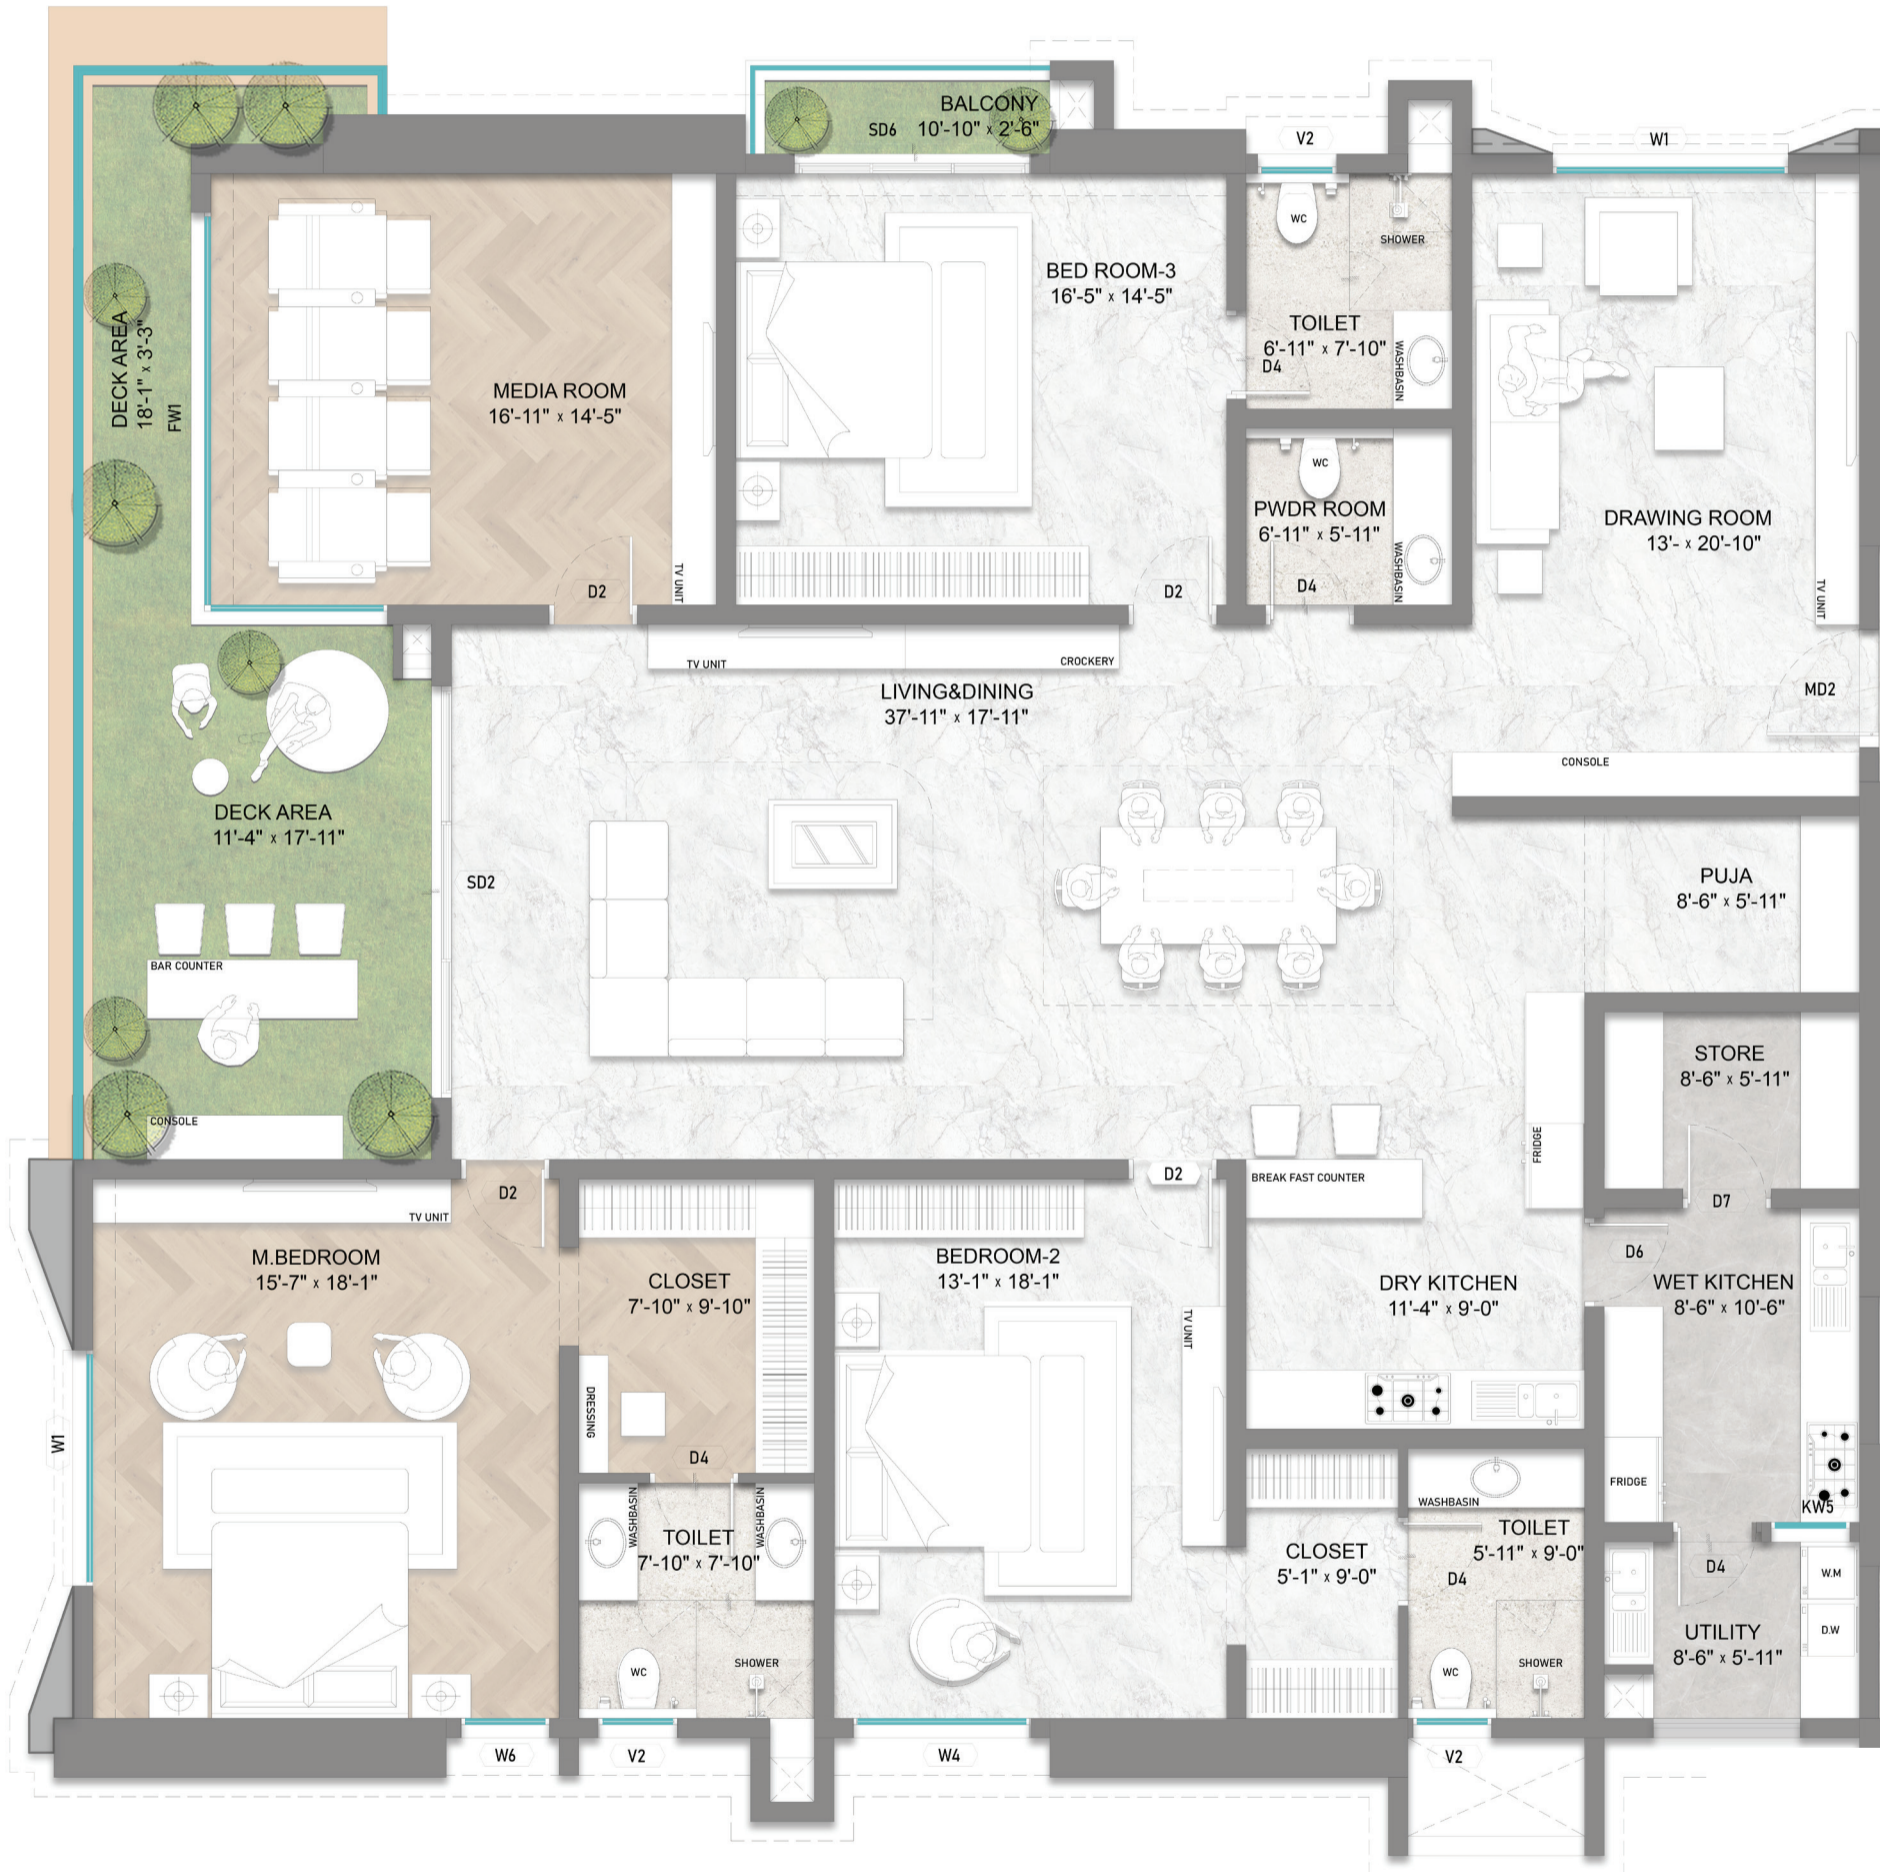 BALCONY
SD6 10'-10" x 2'-6"
V2
W1
WC
SHOWER
BED ROOM-3
16'-5" x 14'-5"
TOILET
6'-11" x 7'-10"
D4
WASHBASIN
DECK AREA
18'-1" x 3'-3"
FW1
MEDIA ROOM
16'-11" x 14'-5"
WC
PWDR ROOM
6'-11" x 5'-11"
WASHBASIN
DRAWING ROOM
13'- x 20'-10"
D2
TV UNIT
D2
D4
TV UNIT
TV UNIT
CROCKERY
LIVING&DINING
37'-11" x 17'-11"
MD2
CONSOLE
DECK AREA
11'-4" x 17'-11"
SD2
PUJA
8'-6" x 5'-11"
BAR COUNTER
STORE
8'-6" x 5'-11"
CONSOLE
FRIDGE
D2
D2
BREAK FAST COUNTER
D7
TV UNIT
M.BEDROOM
15'-7" x 18'-1"
CLOSET
7'-10" x 9'-10"
BEDROOM-2
13'-1" x 18'-1"
TV UNIT
DRY KITCHEN
11'-4" x 9'-0"
D6
WET KITCHEN
8'-6" x 10'-6"
W1
DRESSING
D4
FRIDGE
KW5
WASHBASIN
WASHBASIN
TOILET
7'-10" x 7'-10"
WASHBASIN
TOILET
5'-11" x 9'-0"
CLOSET
5'-1" x 9'-0"
D4
D4
W.M
D.W
UTILITY
8'-6" x 5'-11"
WC
SHOWER
WC
SHOWER
W6
V2
W4
V2